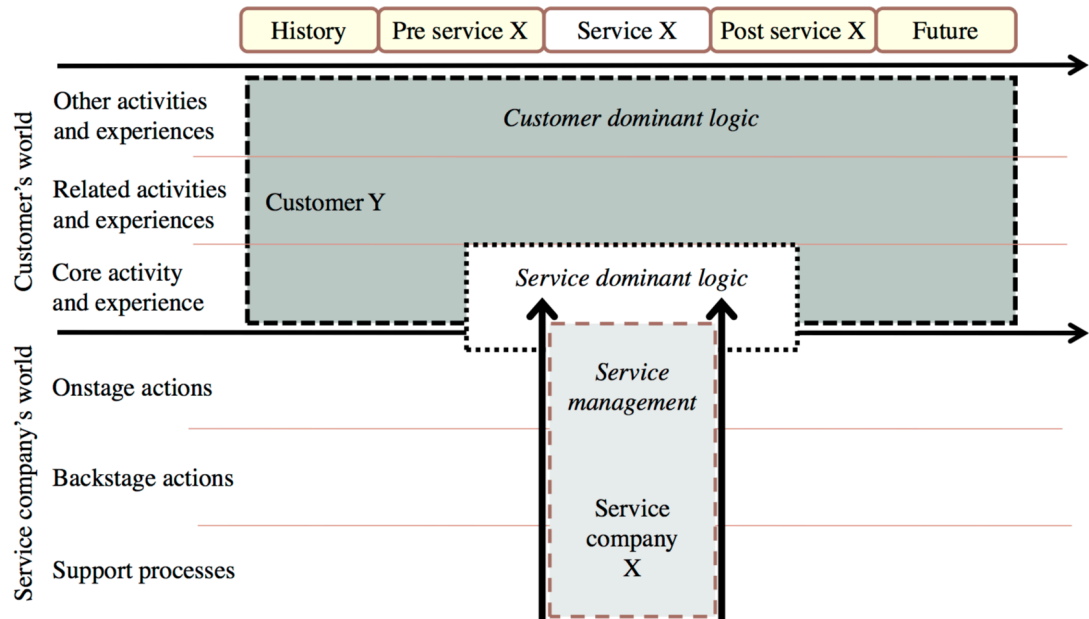 History
Pre service X
Service X
Post service X
Future
Customer's world
Other activities
and experiences
Customer dominant logic
Related activities
and experiences
Customer Y
Core activity
and experience
Service dominant logic
Service company's world
Onstage actions
Service
management
Backstage actions
Service
company
X
Support processes